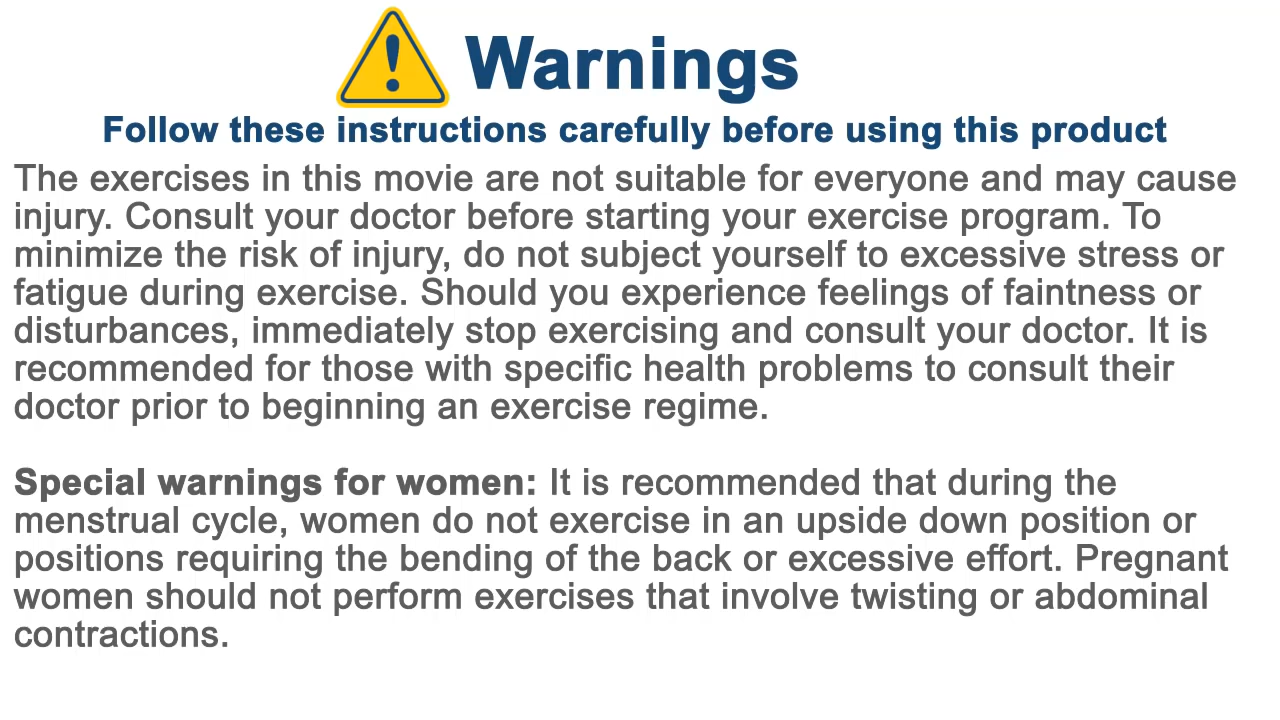 Warnings
Follow these instructions carefully before using this product
The exercises in this movie are not suitable for everyone and may cause
injury. Consult your doctor before starting your exercise program. To
minimize the risk of injury, do not subject yourself to excessive stress or
fatigue during exercise. Should you experience feelings of faintness or
disturbances, immediately stop exercising and consult your doctor. It is
recommended for those with specific health problems to consult their
doctor prior to beginning an exercise regime.
Special warnings for women: It is recommended that during the
menstrual cycle, women do not exercise in an upside down position or
positions requiring the bending of the back or excessive effort. Pregnant
women should not perform exercises that involve twisting or abdominal
contractions.